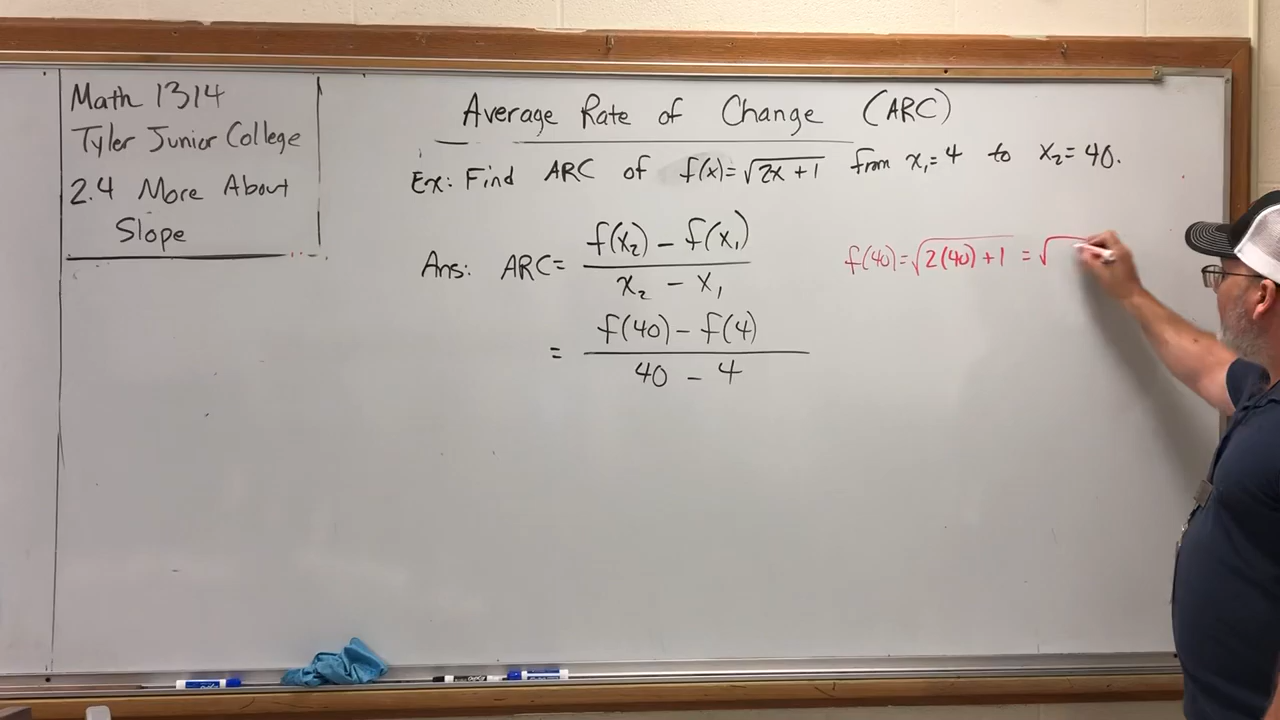 Math 1314
Tyler Junior College
2.4 More About
Slope
Average Rate of Change (ARC)
Ex: Find ARC of f(x)=√(2x+1) from x₁=4 to x₂=40.
Ans: ARC= (f(x₂) − f(x₁))/(x₂ − x₁)
f(40)=√(2(40)+1) = √
= (f(40) − f(4))/(40 − 4)